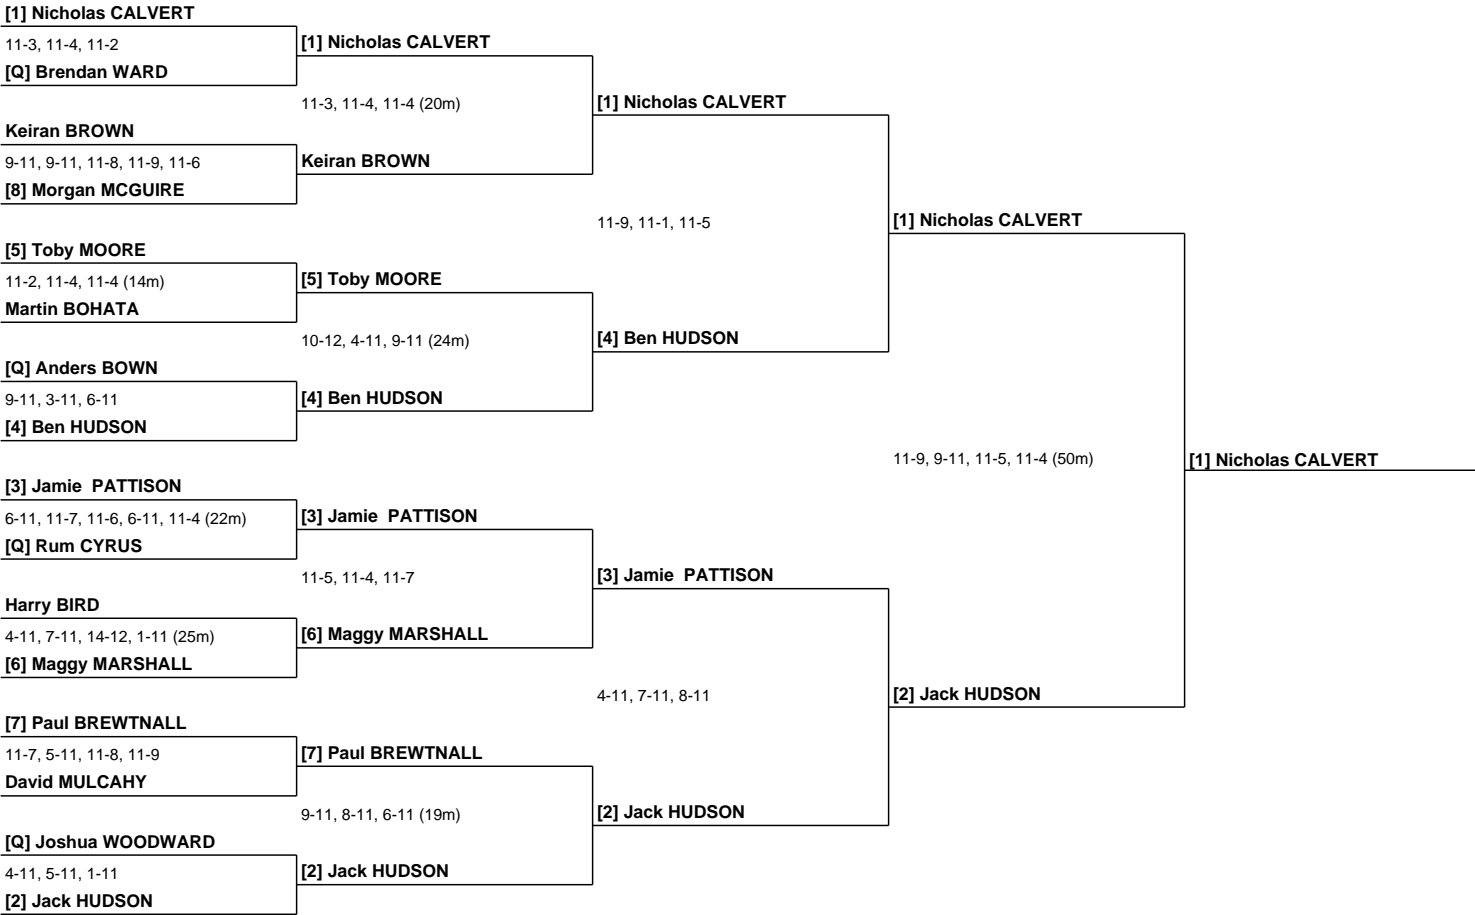 [1] Nicholas CALVERT
11-3, 11-4, 11-2
[Q] Brendan WARD
Keiran BROWN
9-11, 9-11, 11-8, 11-9, 11-6
[8] Morgan MCGUIRE
[5] Toby MOORE
11-2, 11-4, 11-4 (14m)
Martin BOHATA
[Q] Anders BOWN
9-11, 3-11, 6-11
[4] Ben HUDSON
[3] Jamie  PATTISON
6-11, 11-7, 11-6, 6-11, 11-4 (22m)
[Q] Rum CYRUS
Harry BIRD
4-11, 7-11, 14-12, 1-11 (25m)
[6] Maggy MARSHALL
[7] Paul BREWTNALL
11-7, 5-11, 11-8, 11-9
David MULCAHY
[Q] Joshua WOODWARD
4-11, 5-11, 1-11
[2] Jack HUDSON
[1] Nicholas CALVERT
11-3, 11-4, 11-4 (20m)
Keiran BROWN
[5] Toby MOORE
10-12, 4-11, 9-11 (24m)
[4] Ben HUDSON
[3] Jamie  PATTISON
11-5, 11-4, 11-7
[6] Maggy MARSHALL
[7] Paul BREWTNALL
9-11, 8-11, 6-11 (19m)
[2] Jack HUDSON
[1] Nicholas CALVERT
11-9, 11-1, 11-5
[4] Ben HUDSON
[3] Jamie  PATTISON
4-11, 7-11, 8-11
[2] Jack HUDSON
[1] Nicholas CALVERT
11-9, 9-11, 11-5, 11-4 (50m)
[2] Jack HUDSON
[1] Nicholas CALVERT